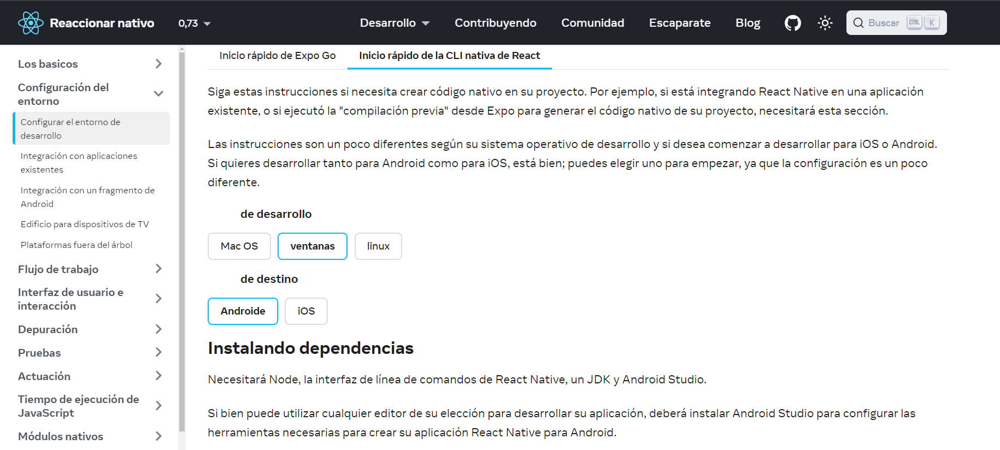 Reaccionar nativo
0,73
Desarrollo
Contribuyendo
Comunidad
Escaparate
Blog
Buscar
CTRL
K
Los basicos
Configuración del
entorno
Configurar el entorno de
desarrollo
Integración con aplicaciones
existentes
Integración con un fragmento de
Android
Edificio para dispositivos de TV
Plataformas fuera del árbol
Flujo de trabajo
Interfaz de usuario e
interacción
Depuración
Pruebas
Actuación
Tiempo de ejecución de
JavaScript
Módulos nativos
Inicio rápido de Expo Go
Inicio rápido de la CLI nativa de React
Siga estas instrucciones si necesita crear código nativo en su proyecto. Por ejemplo, si está integrando React Native en una aplicación
existente, o si ejecutó la "compilación previa" desde Expo para generar el código nativo de su proyecto, necesitará esta sección.
Las instrucciones son un poco diferentes según su sistema operativo de desarrollo y si desea comenzar a desarrollar para iOS o Android.
Si quieres desarrollar tanto para Android como para iOS, está bien; puedes elegir uno para empezar, ya que la configuración es un poco
diferente.
de desarrollo
Mac OS
ventanas
linux
de destino
Androide
iOS
Instalando dependencias
Necesitará Node, la interfaz de línea de comandos de React Native, un JDK y Android Studio.
Si bien puede utilizar cualquier editor de su elección para desarrollar su aplicación, deberá instalar Android Studio para configurar las
herramientas necesarias para crear su aplicación React Native para Android.